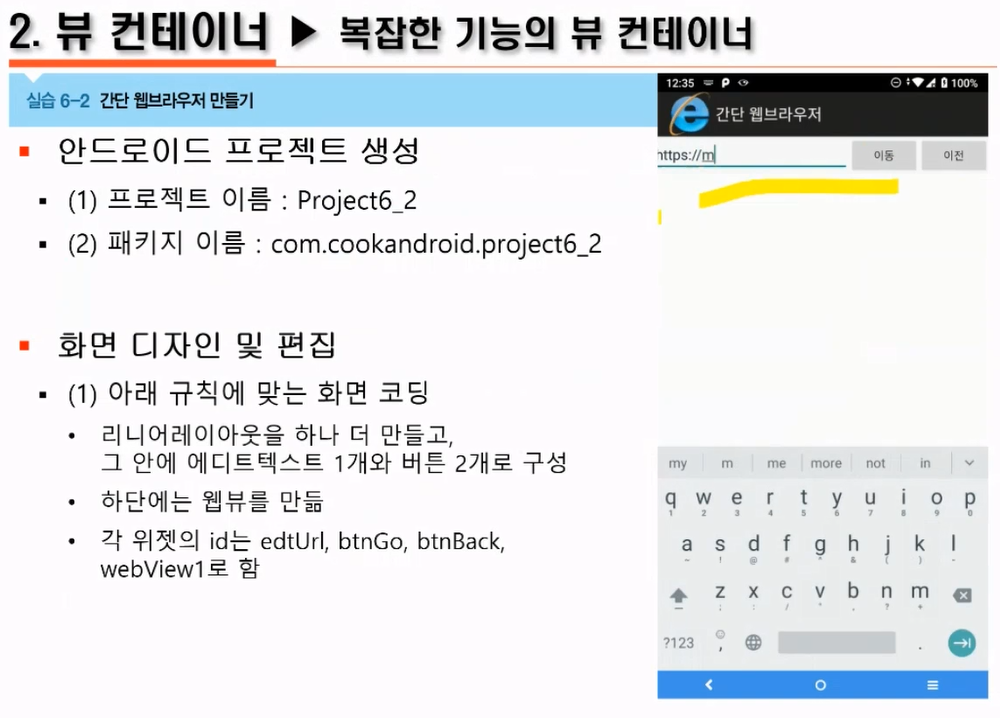 2. 뷰 컨테이너 ▶ 복잡한 기능의 뷰 컨테이너
실습 6-2 간단 웹브라우저 만들기
안드로이드 프로젝트 생성
(1) 프로젝트 이름 : Project6_2
(2) 패키지 이름 : com.cookandroid.project6_2
화면 디자인 및 편집
(1) 아래 규칙에 맞는 화면 코딩
리니어레이아웃을 하나 더 만들고,
그 안에 에디트텍스트 1개와 버튼 2개로 구성
하단에는 웹뷰를 만듦
각 위젯의 id는 edtUrl, btnGo, btnBack,
webView1로 함
12:35 100%
간단 웹브라우저
https://m 이동 이전
my m me more not in
q w e r t y u i o p
1 2 3 4 5 6 7 8 9 0
a s d f g h j k l
z x c v b n m
?123 , .